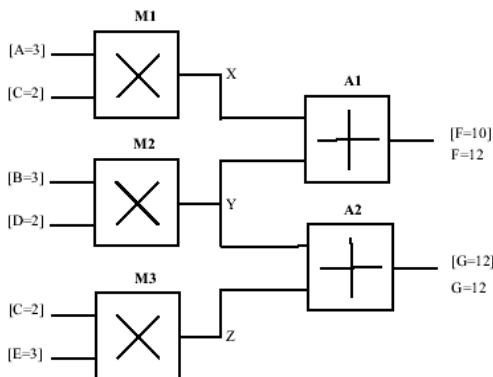 M1
[A=3]
[C=2]
X
A1
[F=10]
F=12
M2
[B=3]
[D=2]
Y
A2
[G=12]
G=12
M3
[C=2]
[E=3]
Z